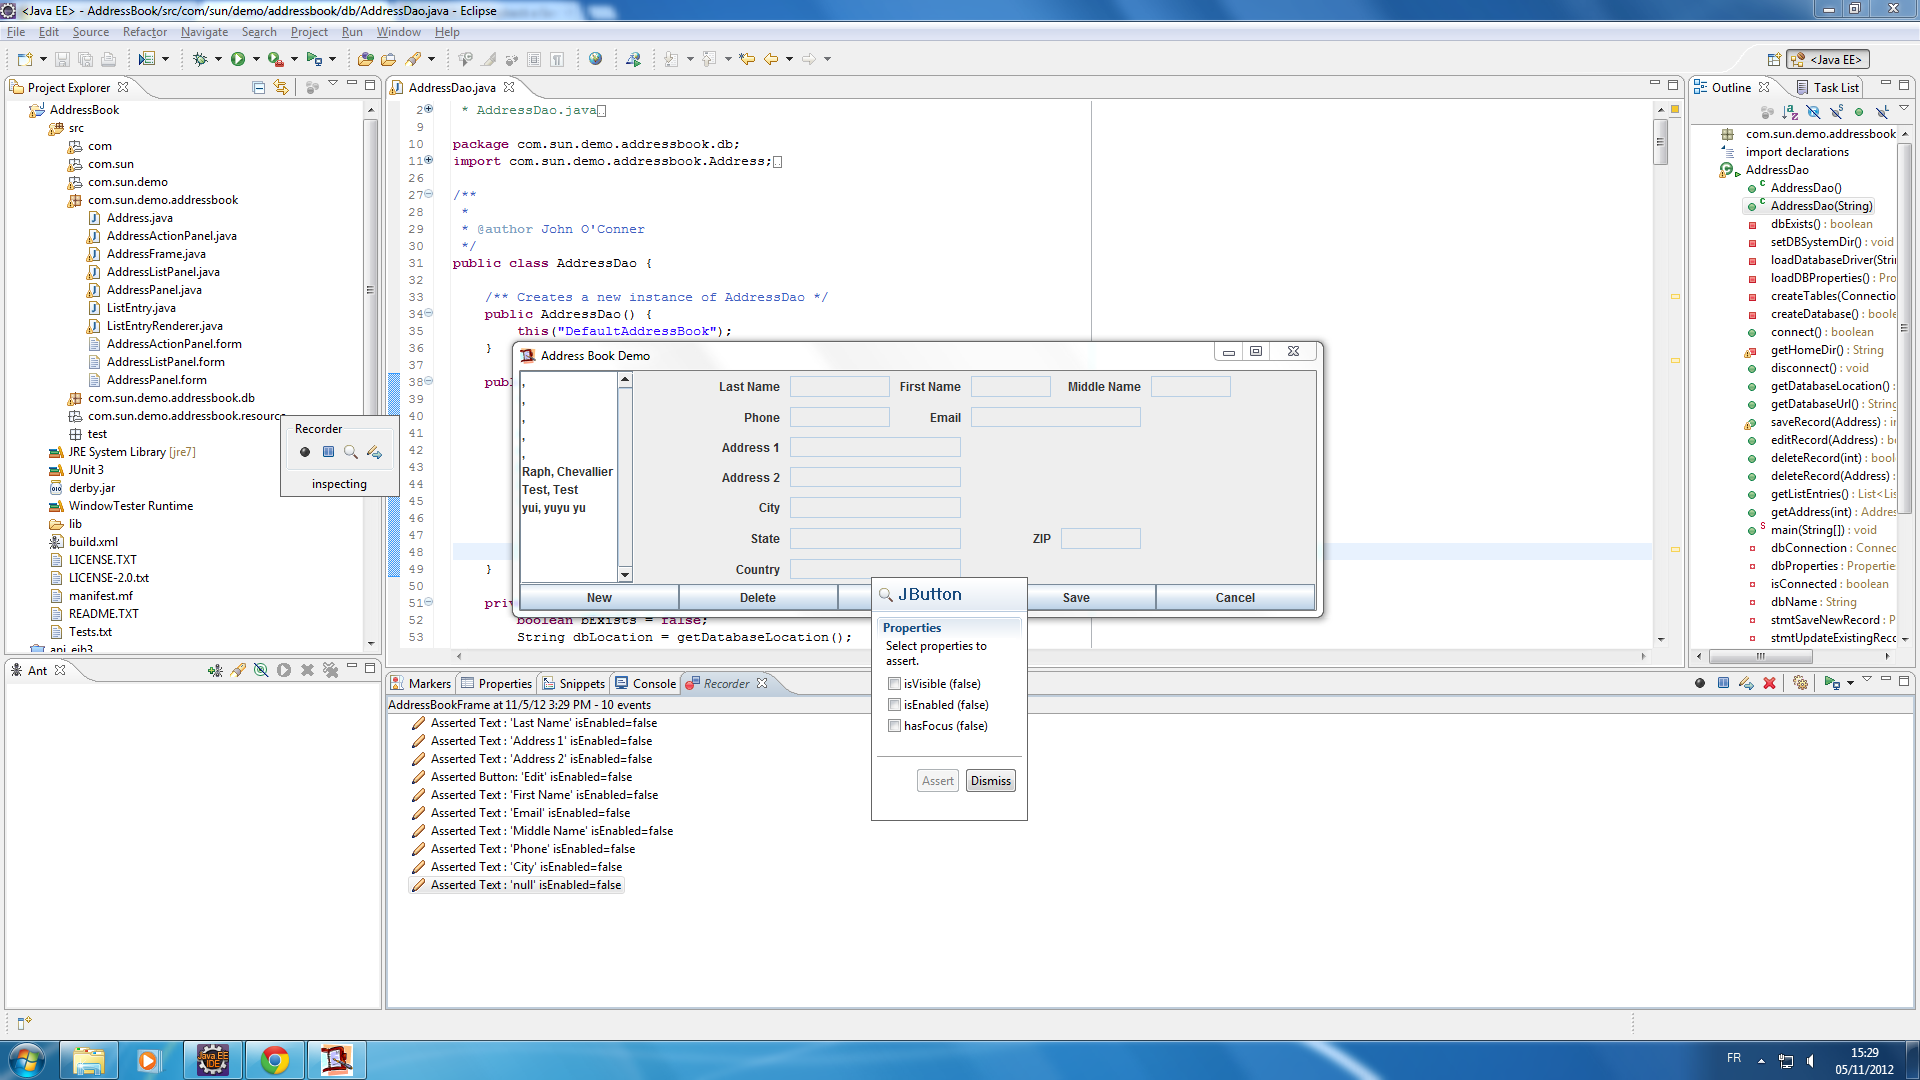 <Java EE> - AddressBook/src/com/sun/demo/addressbook/db/AddressDao.java - Eclipse
File Edit Source Refactor Navigate Search Project Run Window Help
<Java EE>
Project Explorer
AddressBook
src
com
com.sun
com.sun.demo
com.sun.demo.addressbook
Address.java
AddressActionPanel.java
AddressFrame.java
AddressListPanel.java
AddressPanel.java
ListEntry.java
ListEntryRenderer.java
AddressActionPanel.form
AddressListPanel.form
AddressPanel.form
com.sun.demo.addressbook.db
com.sun.demo.addressbook.resource
test
JRE System Library [jre7]
JUnit 3
derby.jar
WindowTester Runtime
lib
build.xml
LICENSE.TXT
LICENSE-2.0.txt
manifest.mf
README.TXT
Tests.txt
Recorder
inspecting
Ant
AddressDao.java
2 * AddressDao.java
9
10 package com.sun.demo.addressbook.db;
11 import com.sun.demo.addressbook.Address;
26
27 /**
28 *
29 * @author John O'Conner
30 */
31 public class AddressDao {
32
33 /** Creates a new instance of AddressDao */
34 public AddressDao() {
35 this("DefaultAddressBook");
36 }
37
38 pub
39
40
41
42
43
44
45
46
47
48
49 }
50
51 pri
52 boolean bExists = false;
53 String dbLocation = getDatabaseLocation();
Address Book Demo
,
,
,
,
,
Raph, Chevallier
Test, Test
yui, yuyu yu
Last Name First Name Middle Name
Phone Email
Address 1
Address 2
City
State ZIP
Country
New Delete Save Cancel
JButton
Properties
Select properties to
assert.
isVisible (false)
isEnabled (false)
hasFocus (false)
Assert Dismiss
Outline Task List
com.sun.demo.addressbook
import declarations
AddressDao
AddressDao()
AddressDao(String)
dbExists() : boolean
setDBSystemDir() : void
loadDatabaseDriver(Stri
loadDBProperties() : Pro
createTables(Connectio
createDatabase() : boole
connect() : boolean
getHomeDir() : String
disconnect() : void
getDatabaseLocation() :
getDatabaseUrl() : String
saveRecord(Address) : in
editRecord(Address) : bo
deleteRecord(int) : bool
deleteRecord(Address) :
getListEntries() : List<Lis
getAddress(int) : Addres
main(String[]) : void
dbConnection : Connec
dbProperties : Propertie
isConnected : boolean
dbName : String
stmtSaveNewRecord : P
stmtUpdateExistingRec
Markers Properties Snippets Console Recorder
AddressBookFrame at 11/5/12 3:29 PM - 10 events
Asserted Text : 'Last Name' isEnabled=false
Asserted Text : 'Address 1' isEnabled=false
Asserted Text : 'Address 2' isEnabled=false
Asserted Button: 'Edit' isEnabled=false
Asserted Text : 'First Name' isEnabled=false
Asserted Text : 'Email' isEnabled=false
Asserted Text : 'Middle Name' isEnabled=false
Asserted Text : 'Phone' isEnabled=false
Asserted Text : 'City' isEnabled=false
Asserted Text : 'null' isEnabled=false
Java EE
IDE
FR
15:29
05/11/2012